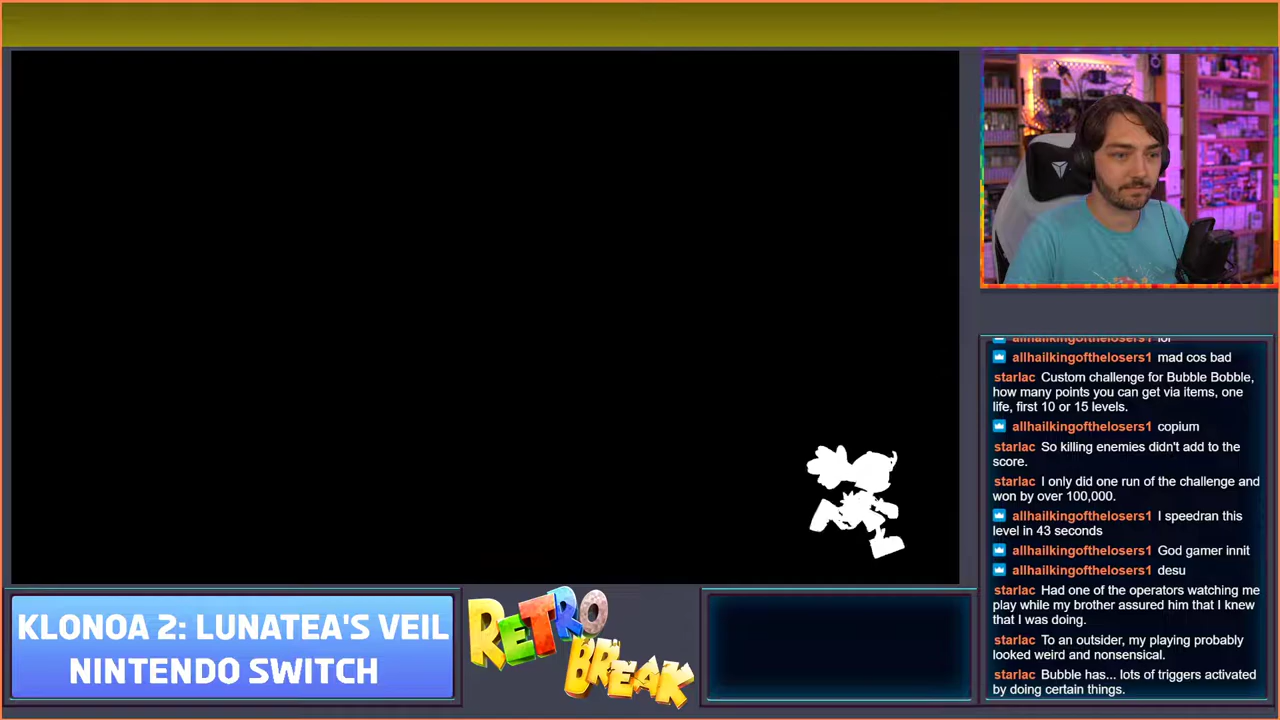 allhailkingofthelosers1 lol
allhailkingofthelosers1 mad cos bad
starlac Custom challenge for Bubble Bobble,
how many points you can get via items, one
life, first 10 or 15 levels.
allhailkingofthelosers1 copium
starlac So killing enemies didn't add to the
score.
starlac I only did one run of the challenge and
won by over 100,000.
allhailkingofthelosers1 I speedran this
level in 43 seconds
allhailkingofthelosers1 God gamer innit
allhailkingofthelosers1 desu
starlac Had one of the operators watching me
play while my brother assured him that I knew
that I was doing.
starlac To an outsider, my playing probably
looked weird and nonsensical.
starlac Bubble has... lots of triggers activated
by doing certain things.
KLONOA 2: LUNATEA'S VEIL
NINTENDO SWITCH
RETRO
BREAK